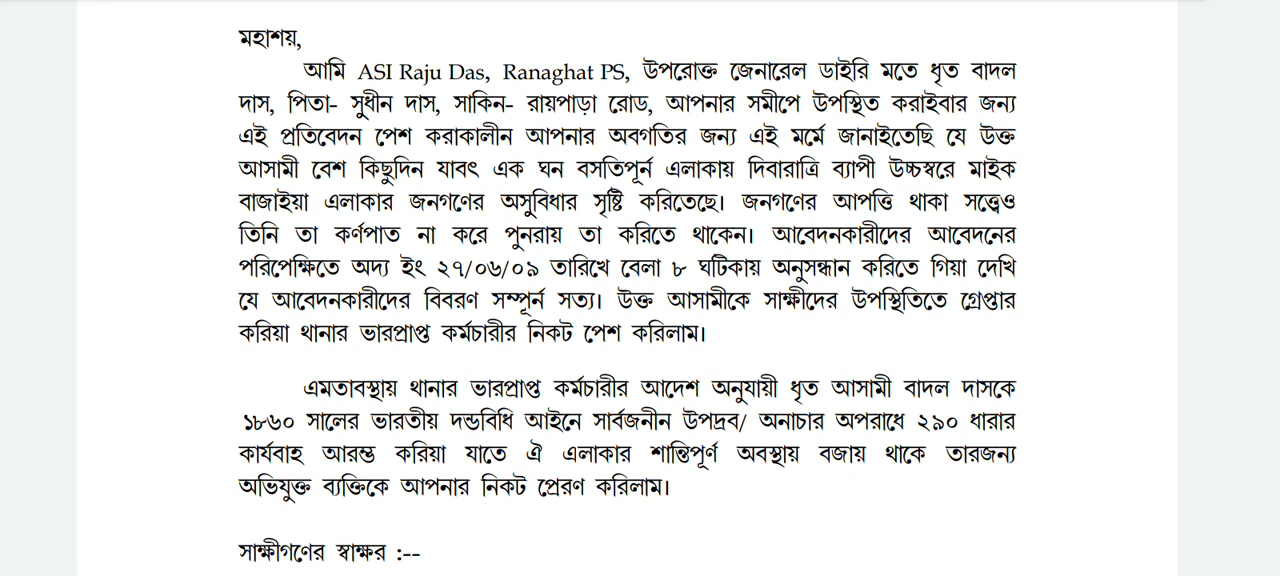 মহাশয়,
আমি ASI Raju Das, Ranaghat PS, উপরোক্ত জেনারেল ডাইরি মতে ধৃত বাদল
দাস, পিতা- সুধীন দাস, সাকিন- রায়পাড়া রোড, আপনার সমীপে উপস্থিত করাইবার জন্য
এই প্রতিবেদন পেশ করাকালীন আপনার অবগতির জন্য এই মর্মে জানাইতেছি যে উক্ত
আসামী বেশ কিছুদিন যাবৎ এক ঘন বসতিপূর্ন এলাকায় দিবারাত্রি ব্যাপী উচ্চস্বরে মাইক
বাজাইয়া এলাকার জনগণের অসুবিধার সৃষ্টি করিতেছে। জনগণের আপত্তি থাকা সত্ত্বেও
তিনি তা কর্ণপাত না করে পুনরায় তা করিতে থাকেন। আবেদনকারীদের আবেদনের
পরিপেক্ষিতে অদ্য ইং ২৭/০৬/০৯ তারিখে বেলা ৮ ঘটিকায় অনুসন্ধান করিতে গিয়া দেখি
যে আবেদনকারীদের বিবরণ সম্পূর্ন সত্য। উক্ত আসামীকে সাক্ষীদের উপস্থিতিতে গ্রেপ্তার
করিয়া থানার ভারপ্রাপ্ত কর্মচারীর নিকট পেশ করিলাম।
এমতাবস্থায় থানার ভারপ্রাপ্ত কর্মচারীর আদেশ অনুযায়ী ধৃত আসামী বাদল দাসকে
১৮৬০ সালের ভারতীয় দন্ডবিধি আইনে সার্বজনীন উপদ্রব/ অনাচার অপরাধে ২৯০ ধারার
কার্যবাহ আরম্ভ করিয়া যাতে ঐ এলাকার শান্তিপূর্ণ অবস্থায় বজায় থাকে তারজন্য
অভিযুক্ত ব্যক্তিকে আপনার নিকট প্রেরণ করিলাম।
সাক্ষীগণের স্বাক্ষর :--